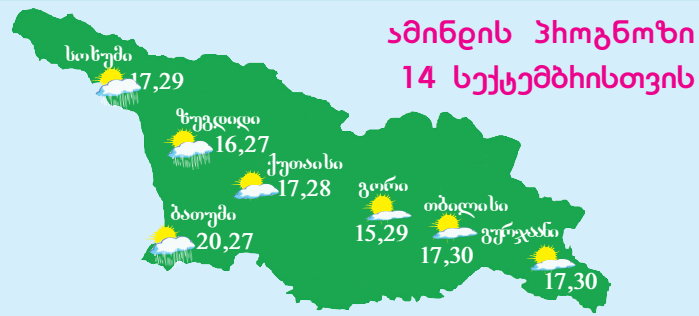 ამინდის პროგნოზი
14 სექტემბრისთვის
სოხუმი
17,29
ზუგდიდი
16,27
ქუთაისი
17,28
გორი
15,29
თბილისი
17,30
გურჯაანი
17,30
ბათუმი
20,27